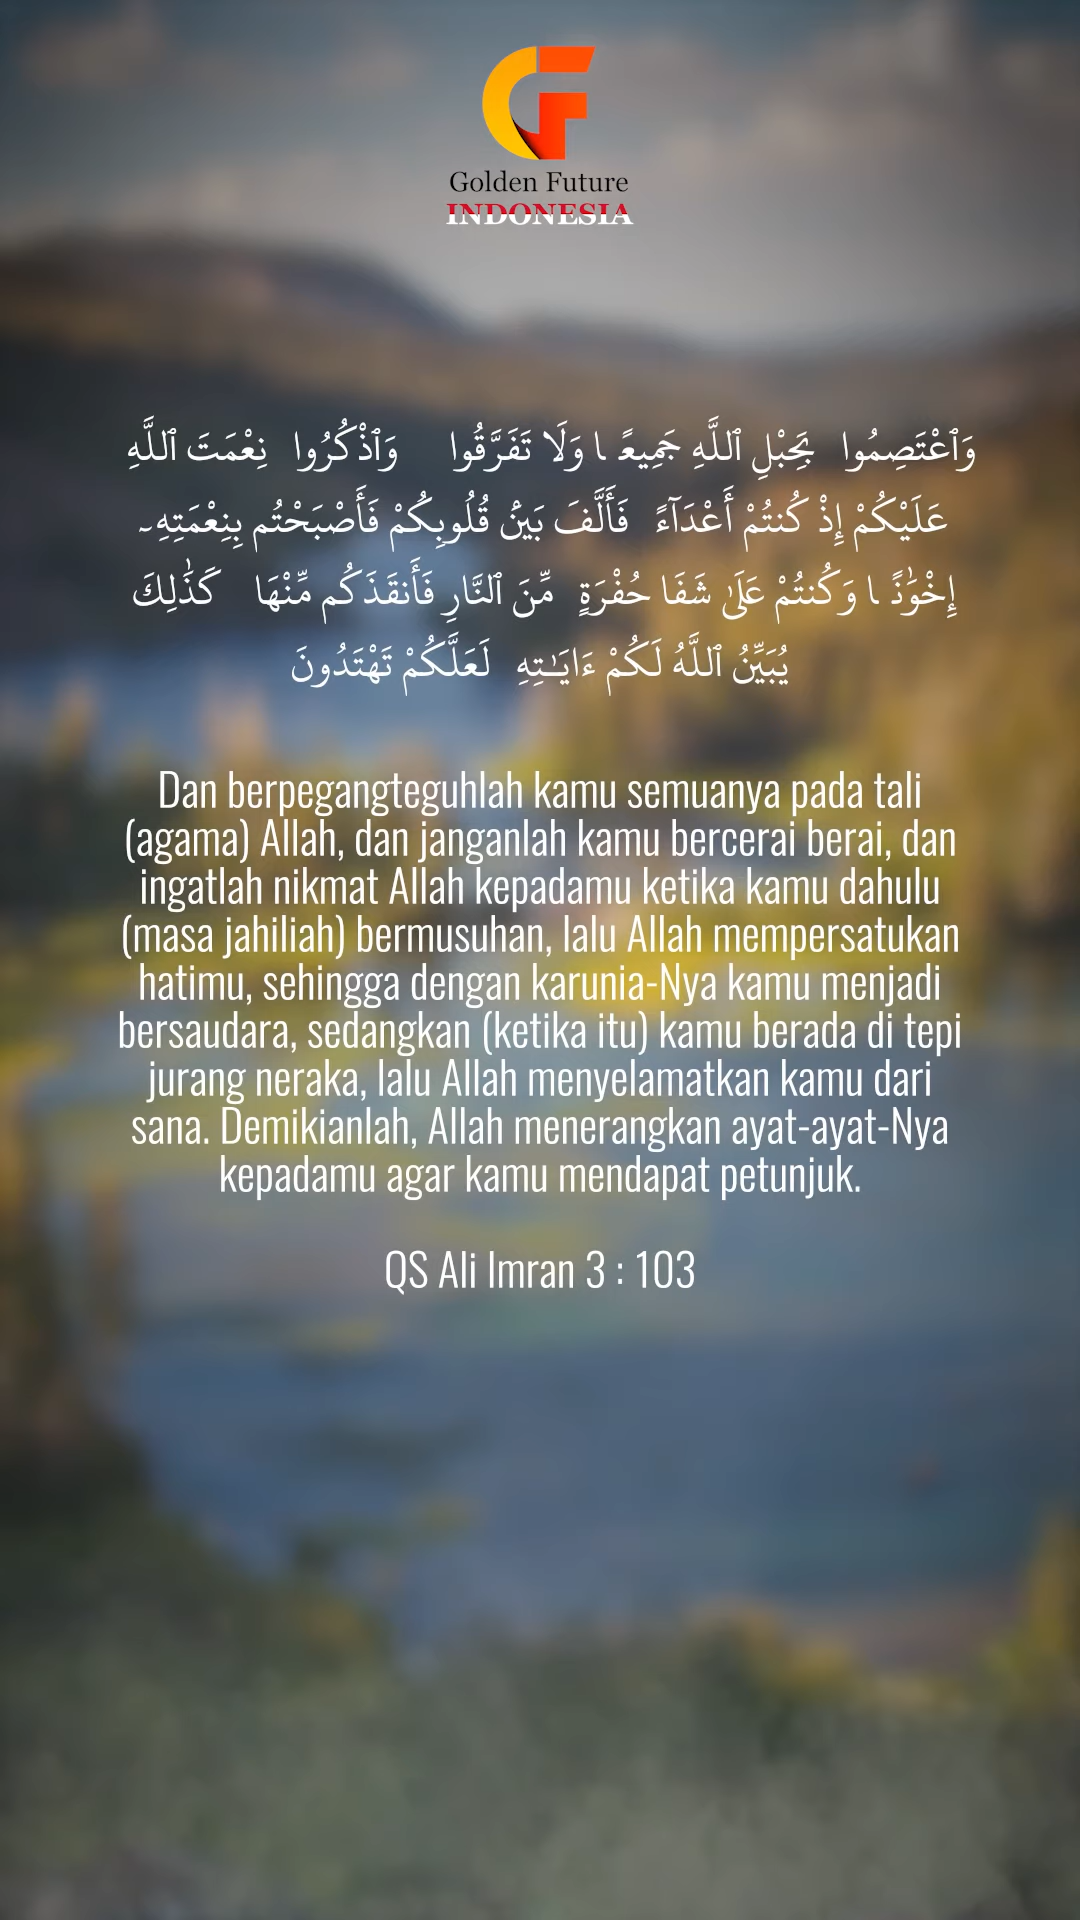 GF
Golden Future
INDONESIA
وَٱعْتَصِمُوا بِحَبْلِ ٱللَّهِ جَمِيعًا وَلَا تَفَرَّقُوا وَٱذْكُرُوا نِعْمَتَ ٱللَّهِ
عَلَيْكُمْ إِذْ كُنتُمْ أَعْدَآءً فَأَلَّفَ بَيْنَ قُلُوبِكُمْ فَأَصْبَحْتُم بِنِعْمَتِهِۦ
إِخْوَٰنًا وَكُنتُمْ عَلَىٰ شَفَا حُفْرَةٍ مِّنَ ٱلنَّارِ فَأَنقَذَكُم مِّنْهَا كَذَٰلِكَ
يُبَيِّنُ ٱللَّهُ لَكُمْ ءَايَـٰتِهِ لَعَلَّكُمْ تَهْتَدُونَ
Dan berpegangteguhlah kamu semuanya pada tali
(agama) Allah, dan janganlah kamu bercerai berai, dan
ingatlah nikmat Allah kepadamu ketika kamu dahulu
(masa jahiliah) bermusuhan, lalu Allah mempersatukan
hatimu, sehingga dengan karunia-Nya kamu menjadi
bersaudara, sedangkan (ketika itu) kamu berada di tepi
jurang neraka, lalu Allah menyelamatkan kamu dari
sana. Demikianlah, Allah menerangkan ayat-ayat-Nya
kepadamu agar kamu mendapat petunjuk.
QS Ali Imran 3 : 103